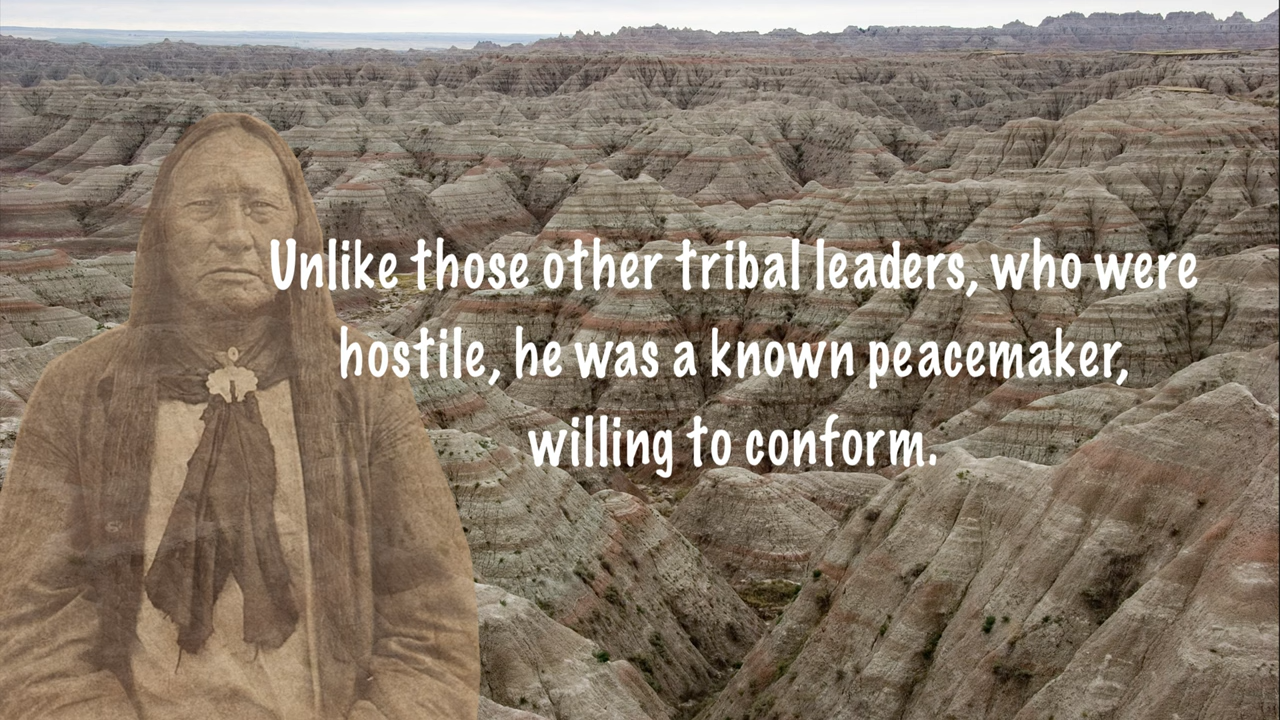 Unlike those other tribal leaders, who were
hostile, he was a known peacemaker,
willing to conform.